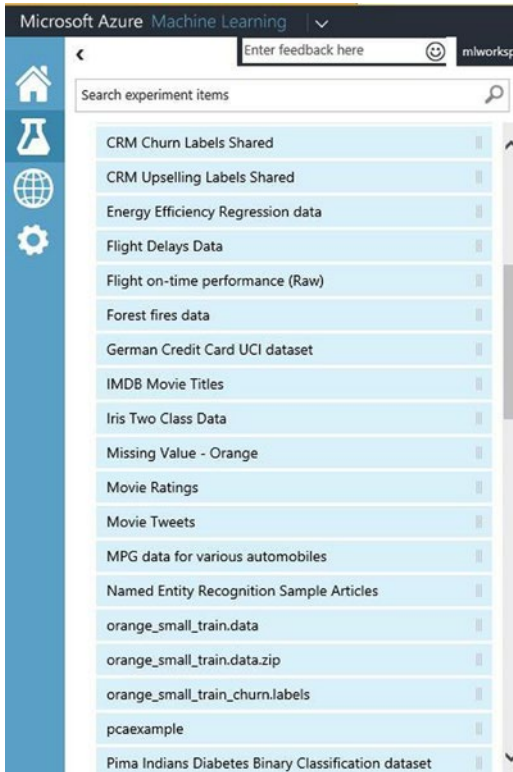 Microsoft Azure Machine Learning
Enter feedback here
mlworksp
Search experiment items
CRM Churn Labels Shared
CRM Upselling Labels Shared
Energy Efficiency Regression data
Flight Delays Data
Flight on-time performance (Raw)
Forest fires data
German Credit Card UCI dataset
IMDB Movie Titles
Iris Two Class Data
Missing Value - Orange
Movie Ratings
Movie Tweets
MPG data for various automobiles
Named Entity Recognition Sample Articles
orange_small_train.data
orange_small_train.data.zip
orange_small_train_churn.labels
pcaexample
Pima Indians Diabetes Binary Classification dataset